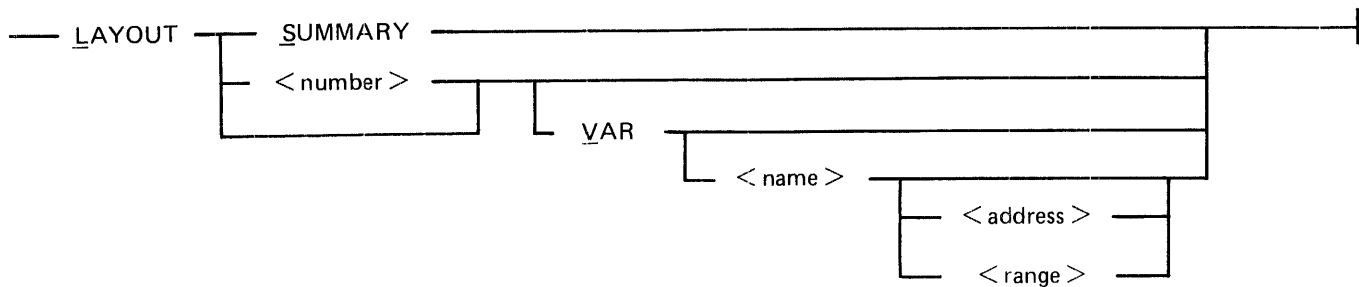 LAYOUT SUMMARY
< number >
VAR
< name >
< address >
< range >